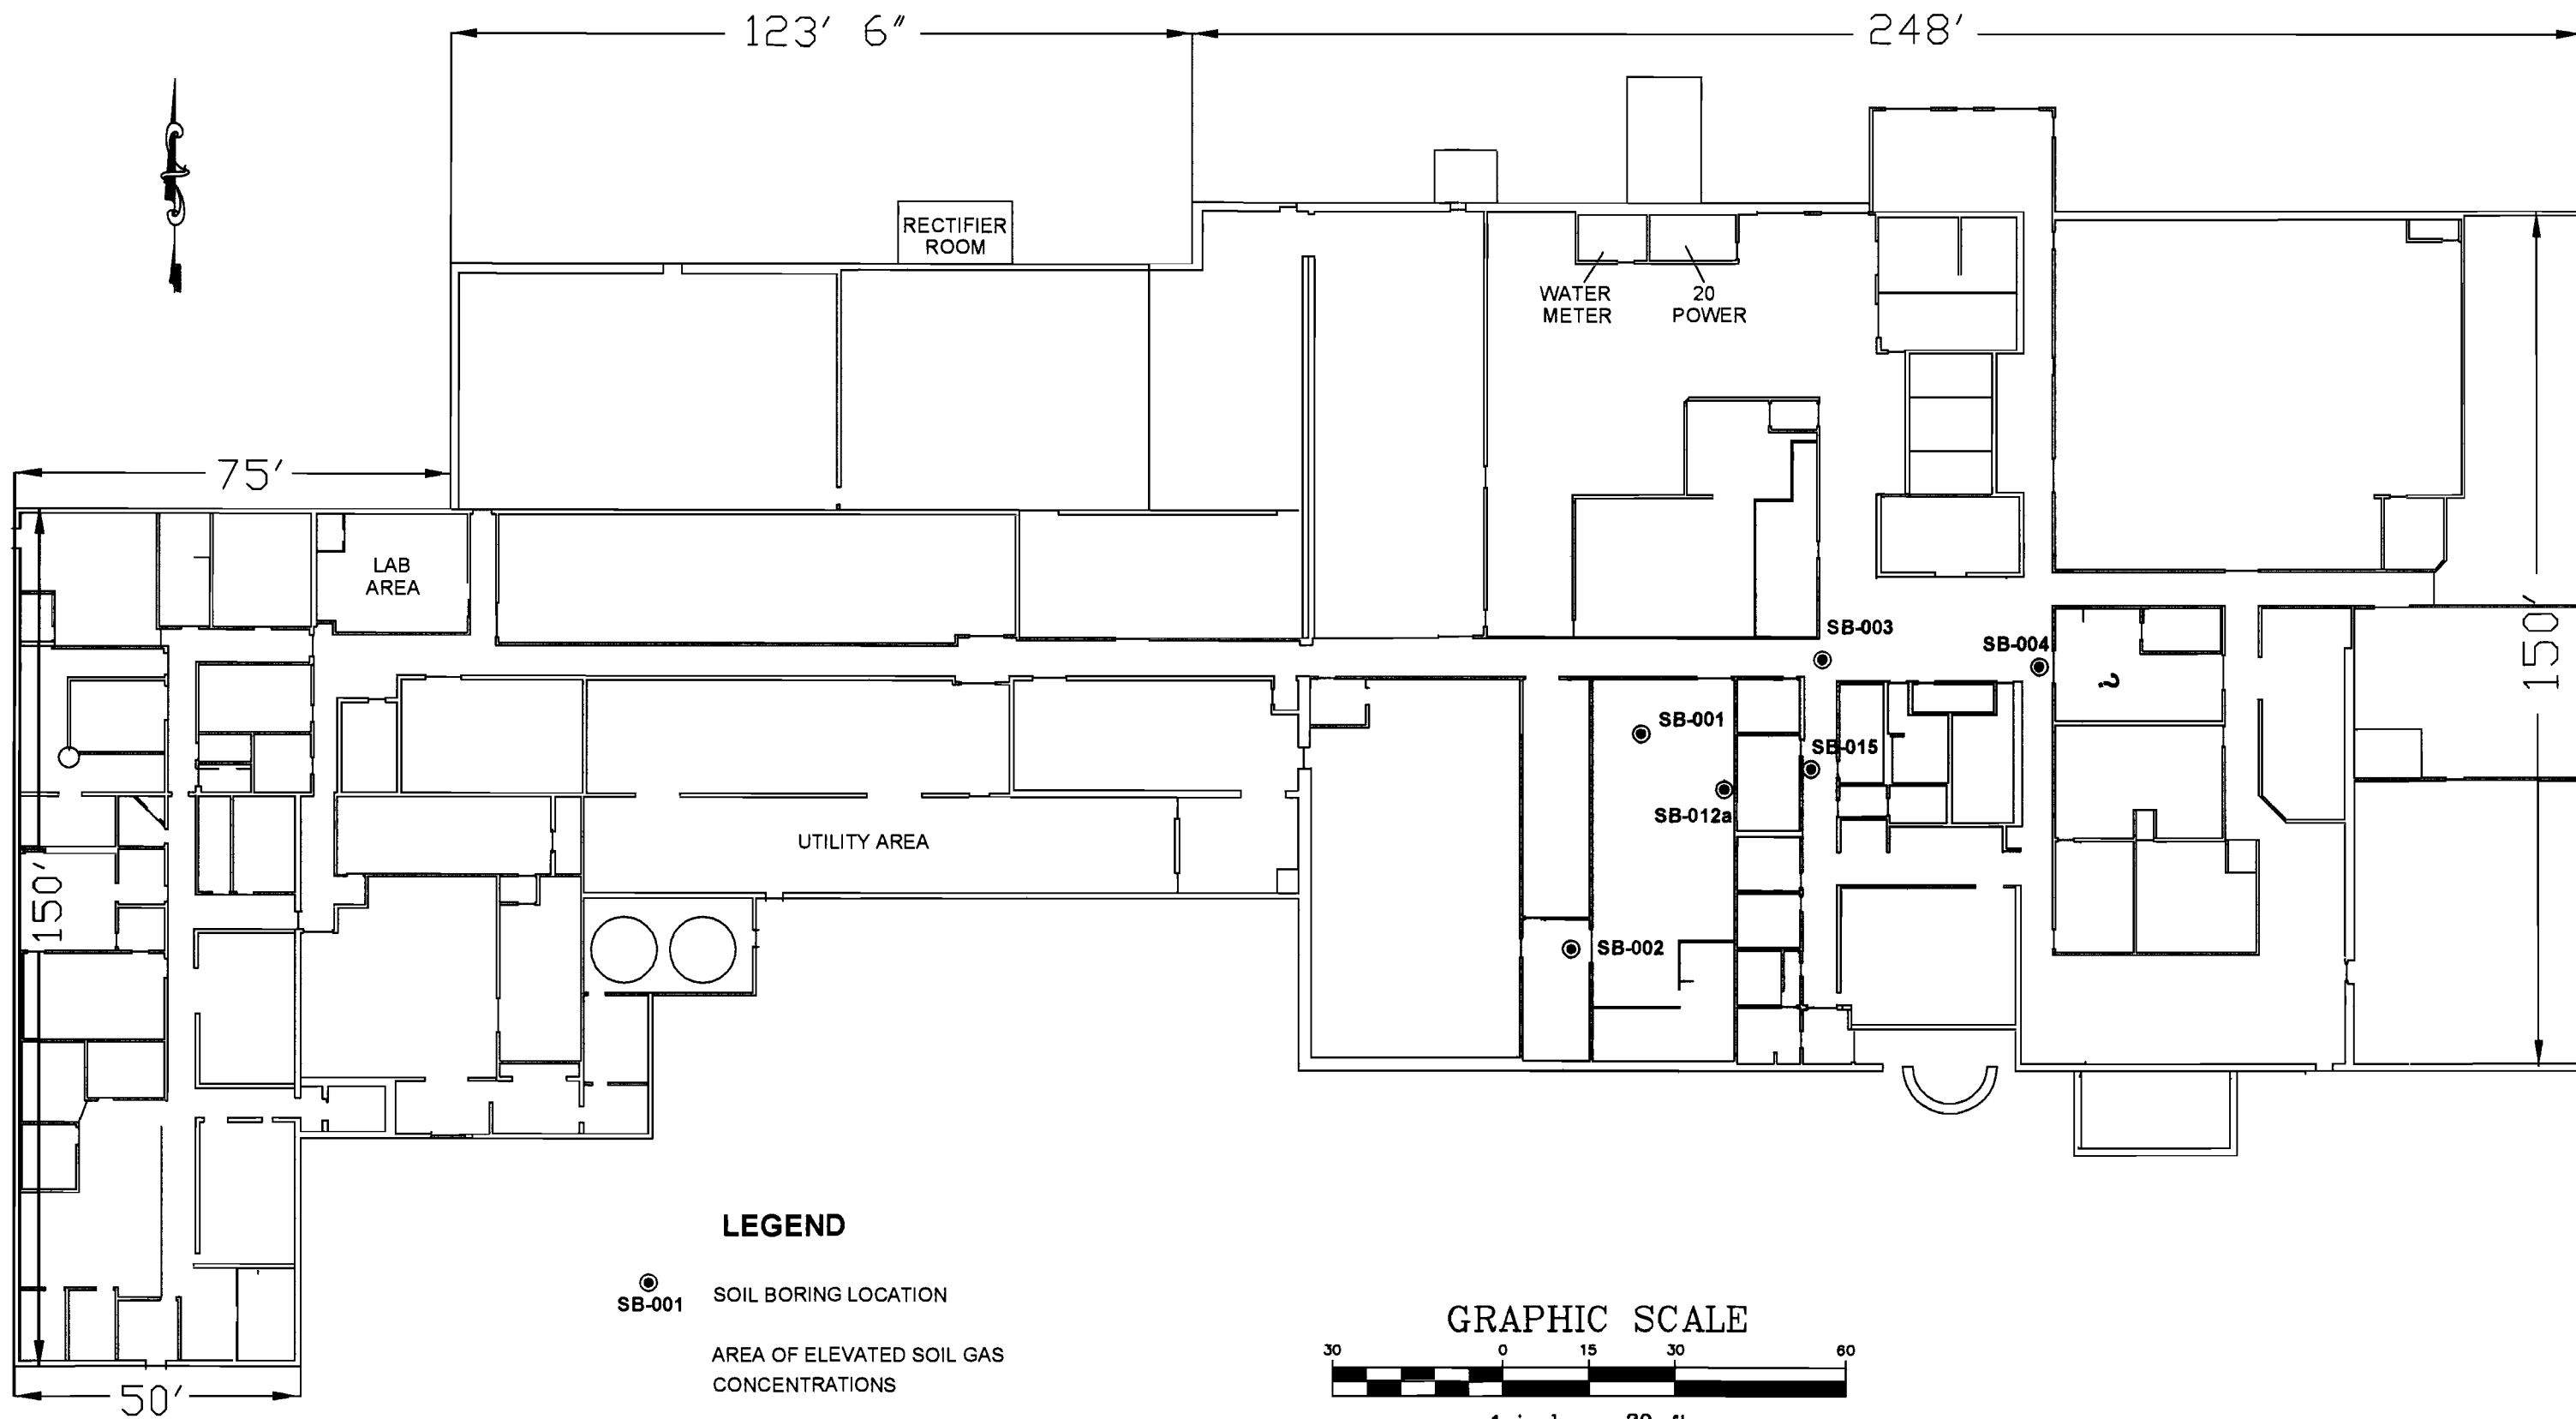 123' 6"
248'
RECTIFIER
ROOM
WATER
METER
20
POWER
75'
LAB
AREA
SB-003
SB-004
150'
SB-001
SB-015
SB-012a
UTILITY AREA
150'
SB-002
LEGEND
SB-001
SOIL BORING LOCATION
AREA OF ELEVATED SOIL GAS
CONCENTRATIONS
GRAPHIC SCALE
30 0 15 30 60
50'